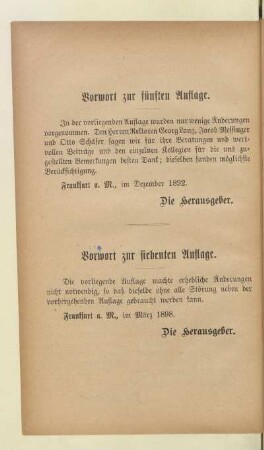 Vorwort zur fünften Auflage.
In der vorliegenden Auflage wurden nur wenige Änderungen
vorgenommen. Den Herren Rektoren Georg Lang, Jacob Meisinger
und Otto Schäfer sagen wir für ihre Beratungen und wert-
vollen Beiträge und den einzelnen Kollegien für die uns zu-
gestellten Bemerkungen besten Dank; dieselben fanden möglichste
Berücksichtigung.
Frankfurt a. M., im Dezember 1892.
Die Herausgeber.
Vorwort zur siebenten Auflage.
Die vorliegende Auflage machte erhebliche Änderungen
nicht notwendig, so daß dieselbe ohne alle Störung neben der
vorhergehenden Auflage gebraucht werden kann.
Frankfurt a. M., im März 1898.
Die Herausgeber.